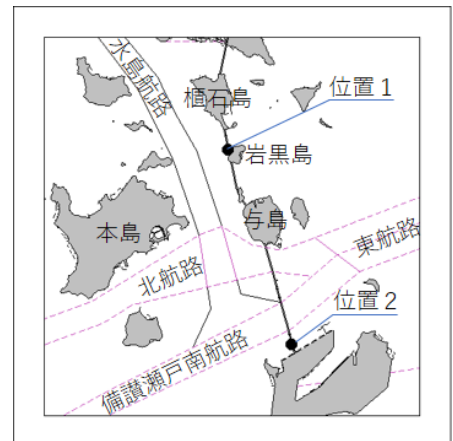 水島航路
櫃石島
位置1
岩黒島
与島
本島
東航路
北航路
位置2
備讃瀬戸南航路